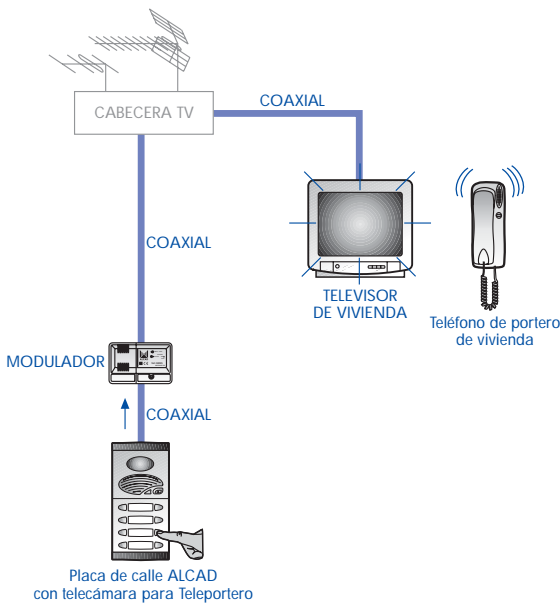 CABECERA TV
COAXIAL
COAXIAL
TELEVISOR
DE VIVIENDA
Teléfono de portero
de vivienda
MODULADOR
COAXIAL
Placa de calle ALCAD
con telecámara para Teleportero